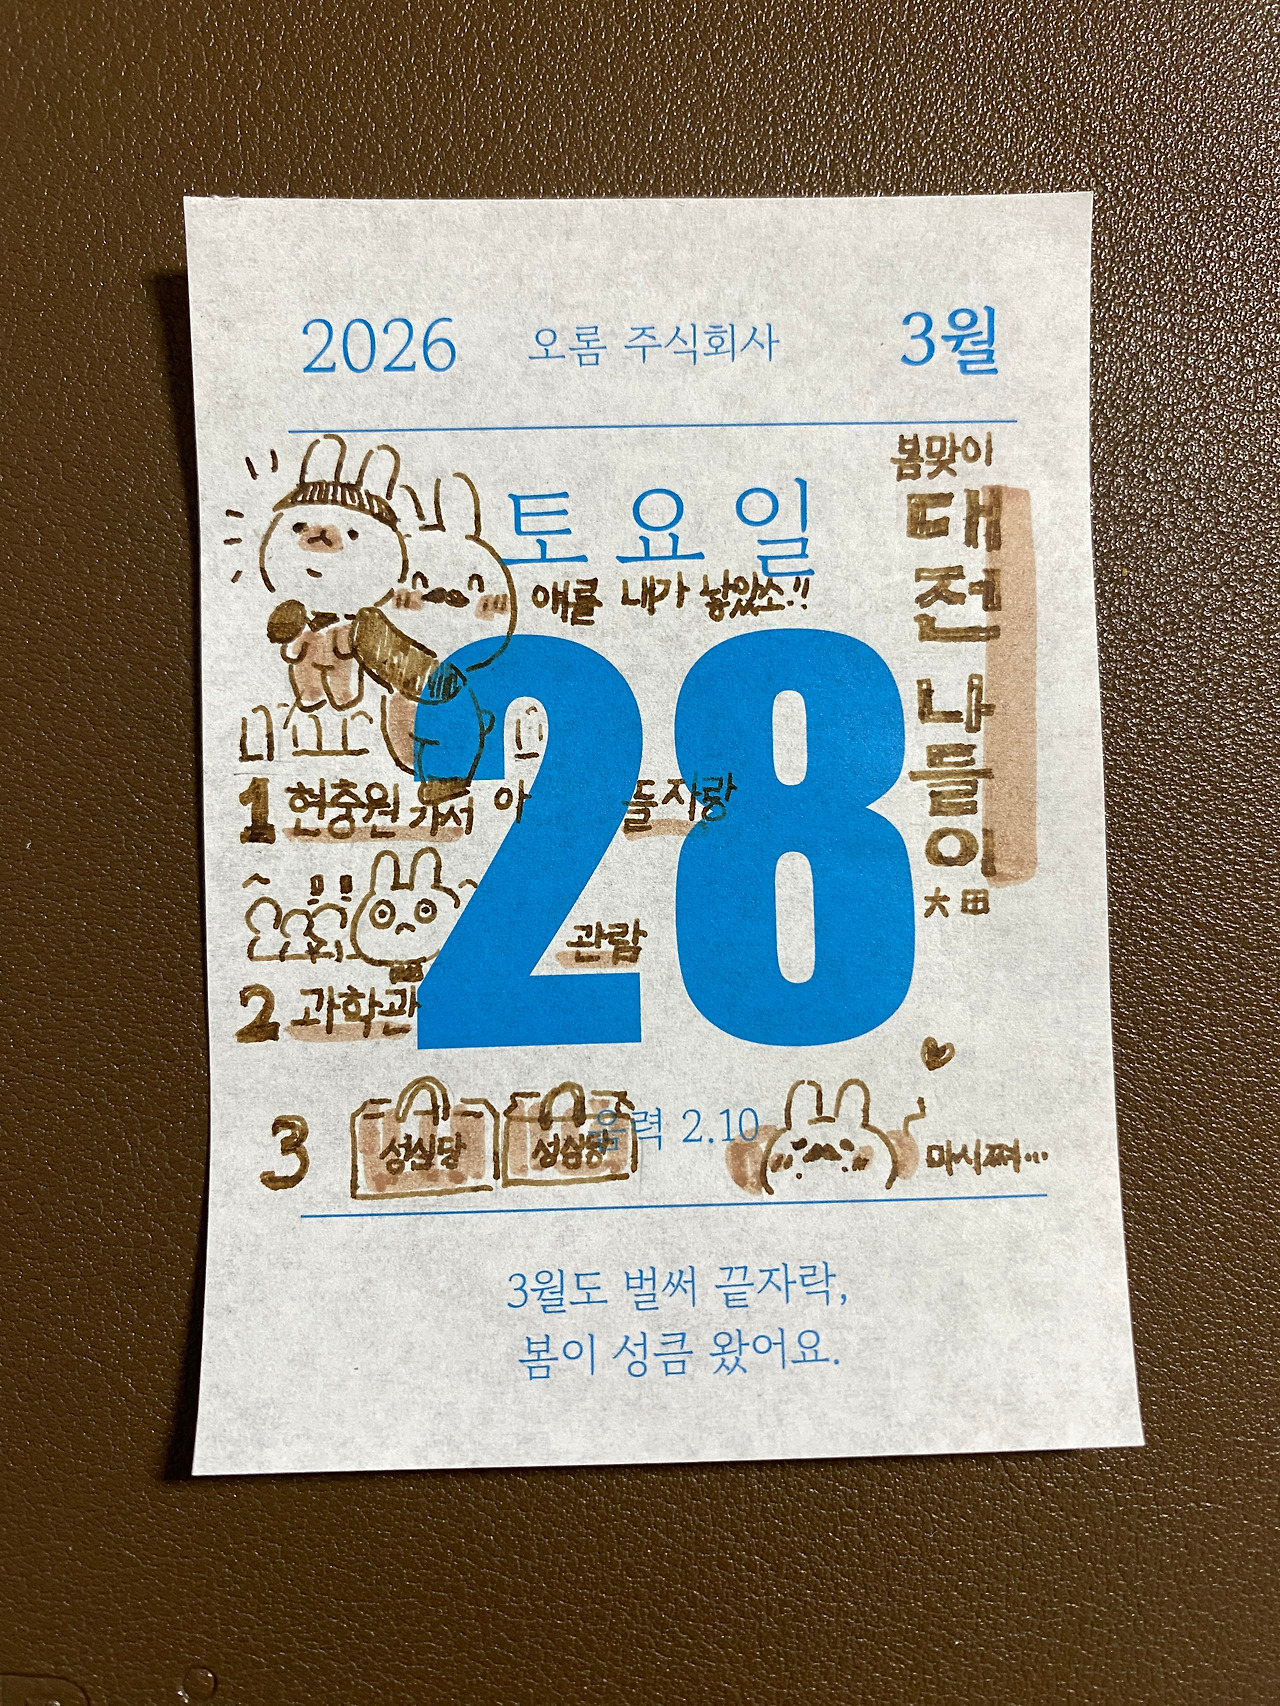 2026 오롬 주식회사 3월
봄맞이
대전 나들이
大田
토요일
애를 내가 낳았소!!
28
1 현충원 가서 아들자랑
2 과학관 관람
3 성심당 성심당
마시쪄...
음력 2.10
3월도 벌써 끝자락,
봄이 성큼 왔어요.